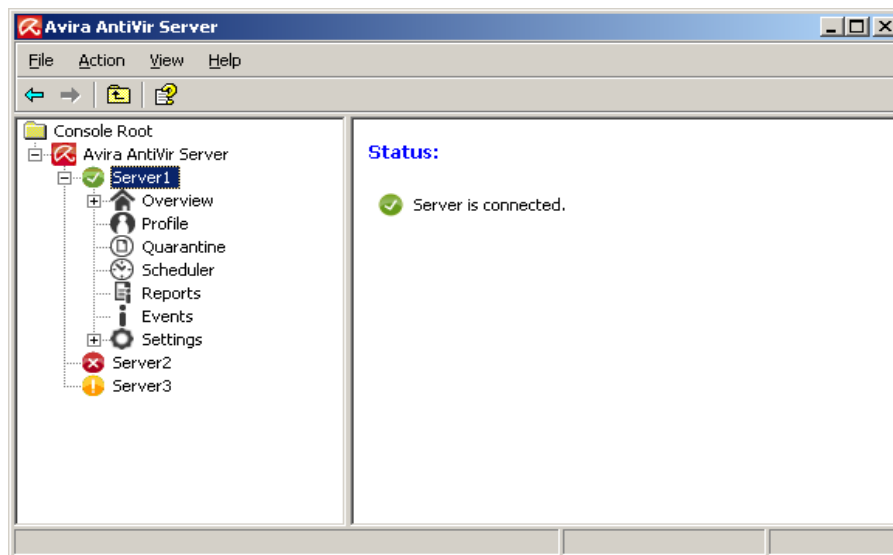 Avira AntiVir Server
File Action View Help
Console Root
Avira AntiVir Server
Server1
Overview
Profile
Quarantine
Scheduler
Reports
Events
Settings
Server2
Server3
Status:
Server is connected.